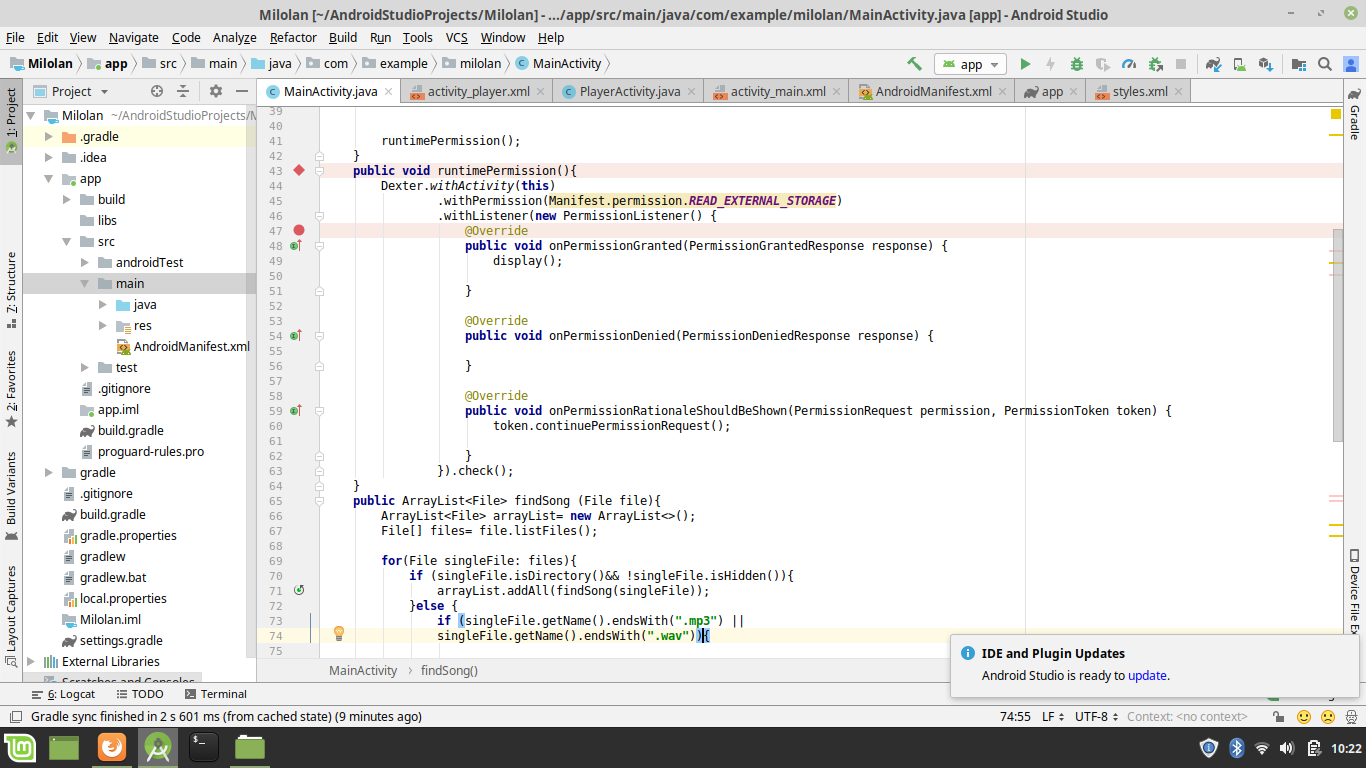 Milolan [~/AndroidStudioProjects/Milolan] - .../app/src/main/java/com/example/milolan/MainActivity.java [app] - Android Studio
File Edit View Navigate Code Analyze Refactor Build Run Tools VCS Window Help
Milolan app src main java com example milolan MainActivity app
1: Project
7: Structure
2: Favorites
Build Variants
Layout Captures
Project
Milolan ~/AndroidStudioProjects/
.gradle
.idea
app
build
libs
src
androidTest
main
java
res
AndroidManifest.xml
test
.gitignore
app.iml
build.gradle
proguard-rules.pro
gradle
.gitignore
build.gradle
gradle.properties
gradlew
gradlew.bat
local.properties
Milolan.iml
settings.gradle
External Libraries
Scratches and Consoles
MainActivity.java activity_player.xml PlayerActivity.java activity_main.xml AndroidManifest.xml app styles.xml
39
40
41 runtimePermission();
42 }
43 public void runtimePermission(){
44 Dexter.withActivity(this)
45 .withPermission(Manifest.permission.READ_EXTERNAL_STORAGE)
46 .withListener(new PermissionListener() {
47 @Override
48 public void onPermissionGranted(PermissionGrantedResponse response) {
49 display();
50
51 }
52
53 @Override
54 public void onPermissionDenied(PermissionDeniedResponse response) {
55
56 }
57
58 @Override
59 public void onPermissionRationaleShouldBeShown(PermissionRequest permission, PermissionToken token) {
60 token.continuePermissionRequest();
61
62 }
63 }).check();
64 }
65 public ArrayList<File> findSong (File file){
66 ArrayList<File> arrayList= new ArrayList<>();
67 File[] files= file.listFiles();
68
69 for(File singleFile: files){
70 if (singleFile.isDirectory()&& !singleFile.isHidden()){
71 arrayList.addAll(findSong(singleFile));
72 }else {
73 if (singleFile.getName().endsWith(".mp3") ||
74 singleFile.getName().endsWith(".wav")){
75
MainActivity findSong()
Gradle
Device File Ex
IDE and Plugin Updates
Android Studio is ready to update.
6: Logcat TODO Terminal
Gradle sync finished in 2 s 601 ms (from cached state) (9 minutes ago) 74:55 LF UTF-8 Context: <no context>
10:22